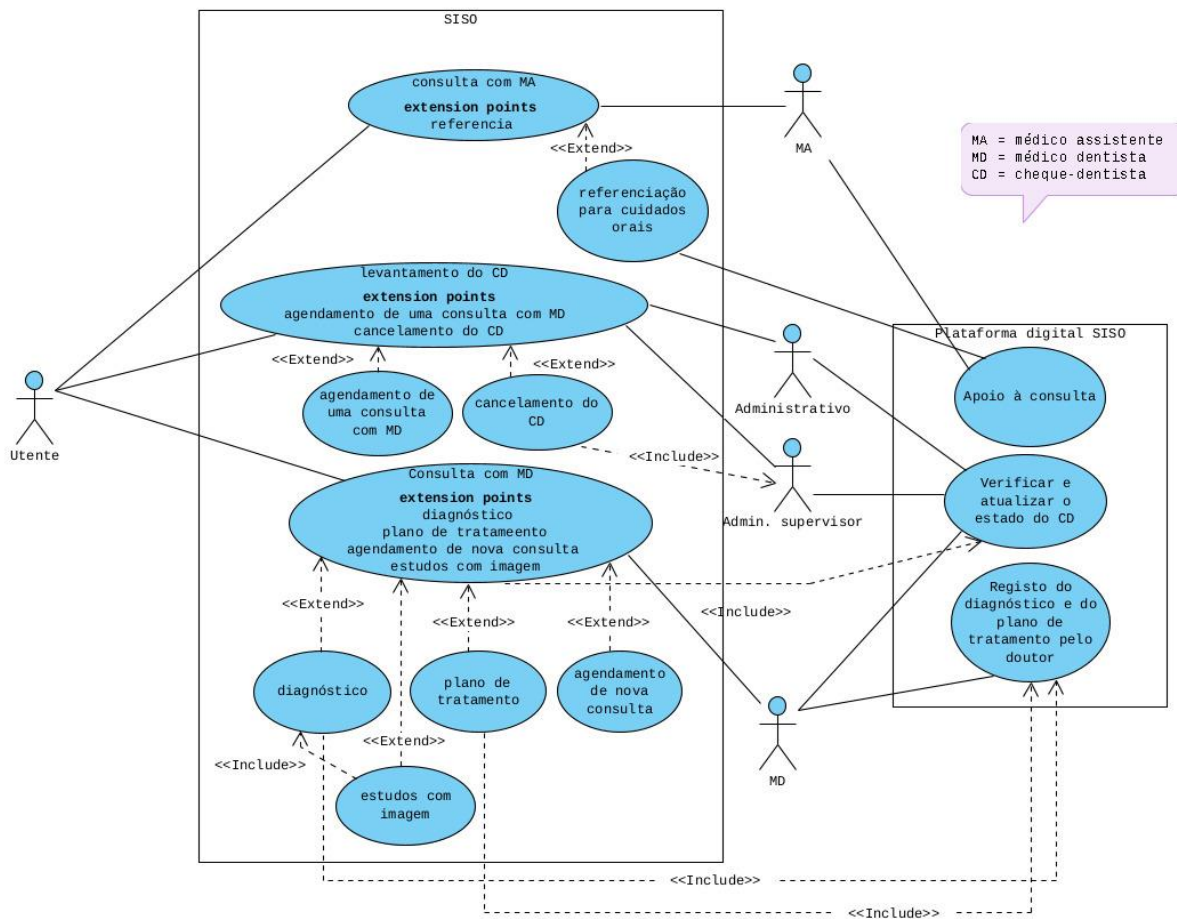 SISO
consulta com MA
extension points
referencia
<<Extend>>
MA
MA = médico assistente
MD = médico dentista
CD = cheque-dentista
referenciação
para cuidados
orais
levantamento do CD
extension points
agendamento de uma consulta com MD
cancelamento do CD
<<Extend>>
<<Extend>>
agendamento de
uma consulta
com MD
cancelamento do
CD
Utente
Administrativo
Plataforma digital SISO
Apoio à consulta
<<Include>>
Admin. supervisor
Verificar e
atualizar o
estado do CD
Consulta com MD
extension points
diagnóstico
plano de tratameento
agendamento de nova consulta
estudos com imagem
<<Extend>>
<<Extend>>
<<Extend>>
<<Include>>
Registo do
diagnóstico e do
plano de
tratamento pelo
doutor
diagnóstico
plano de
tratamento
agendamento
de nova
consulta
<<Extend>>
<<Include>>
MD
estudos com
imagem
<<Include>>
<<Include>>